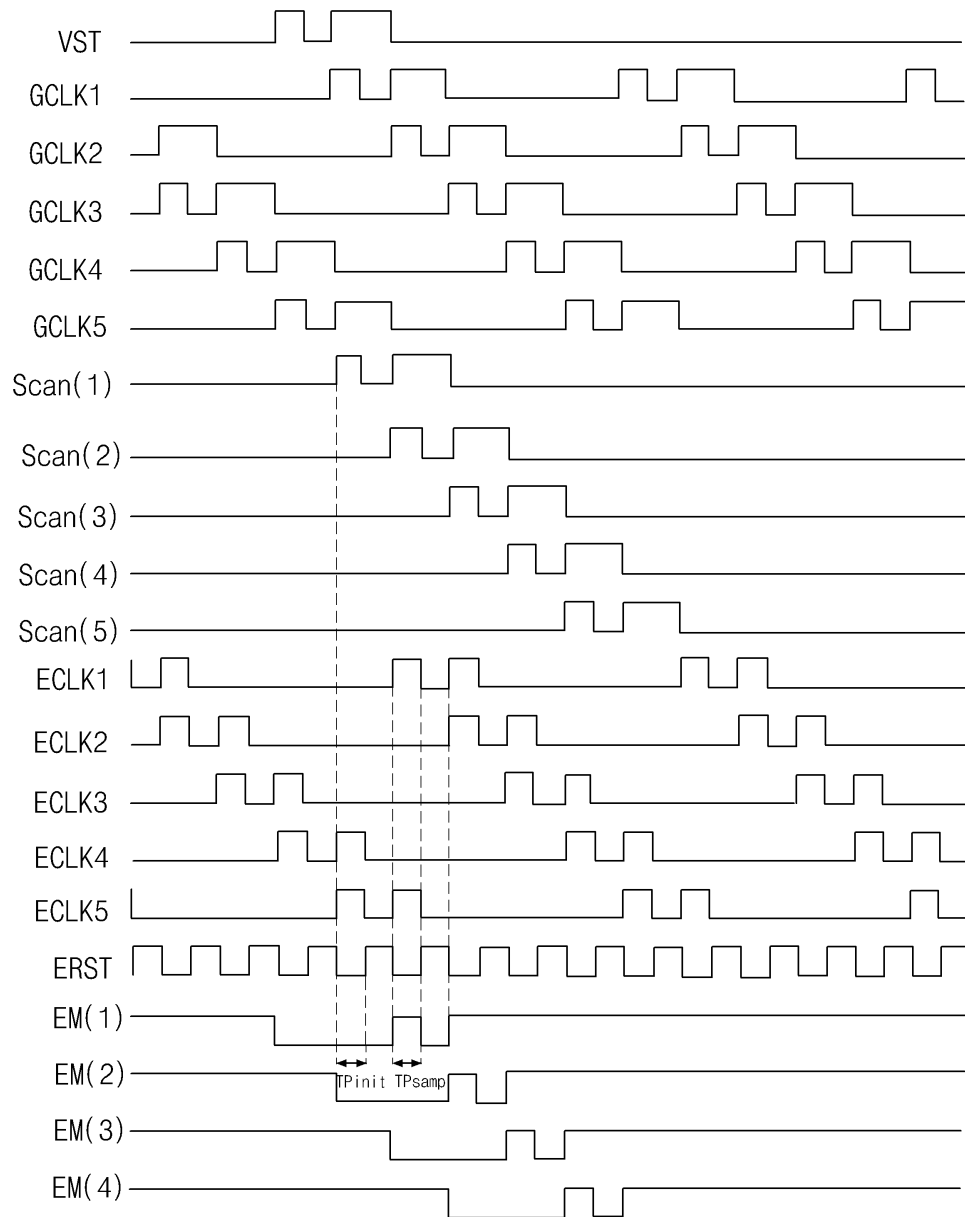 VST
GCLK1
GCLK2
GCLK3
GCLK4
GCLK5
Scan(1)
Scan(2)
Scan(3)
Scan(4)
Scan(5)
ECLK1
ECLK2
ECLK3
ECLK4
ECLK5
ERST
EM(1)
EM(2)
TPinit TPsamp
EM(3)
EM(4)